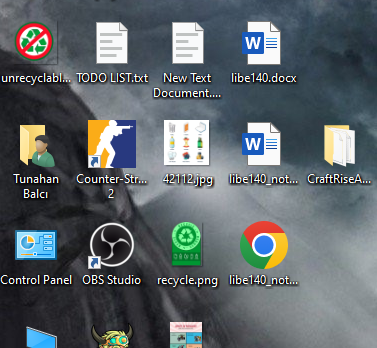 unrecyclabl...
TODO LIST.txt
New Text
Document....
libe140.docx
Tunahan
Balcı
Counter-Str...
2
42112.jpg
libe140_not...
CraftRiseA...
Control Panel
OBS Studio
recycle.png
libe140_not...